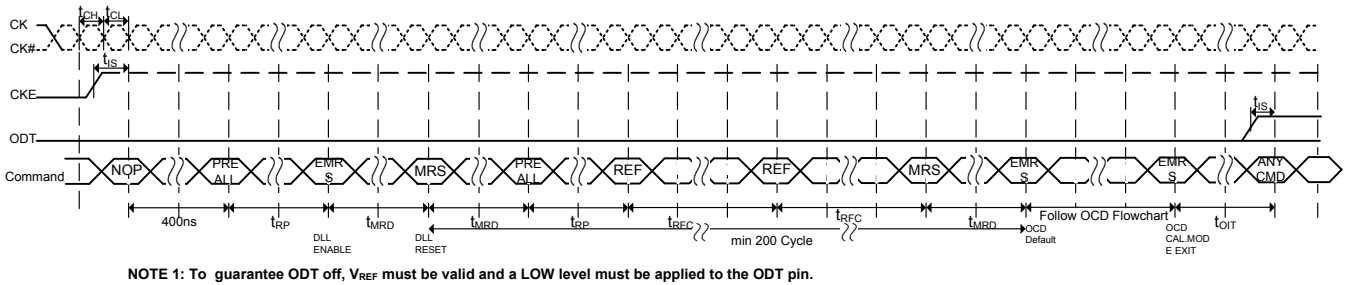 CK
CK#
tCH
tCL
tIS
CKE
ODT
tIS
Command
NOP
PRE ALL
EMR S
MRS
PRE ALL
REF
REF
MRS
EMR S
EMR S
ANY CMD
400ns
tRP
tMRD
tMRD
tRP
tRFC
tRFC
tMRD
Follow OCD Flowchart
tOIT
DLL ENABLE
DLL RESET
min 200 Cycle
OCD Default
OCD CAL.MOD E EXIT
NOTE 1: To guarantee ODT off, VREF must be valid and a LOW level must be applied to the ODT pin.